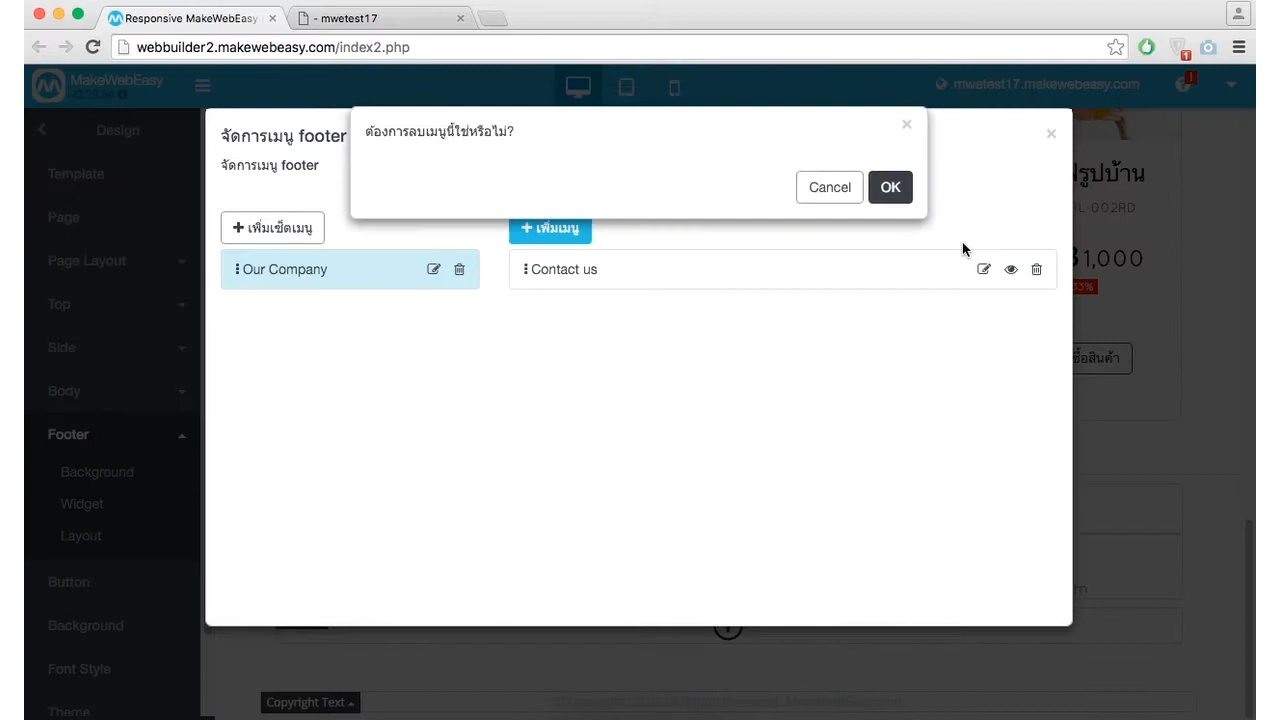 Responsive MakeWebEasy
- mwetest17
webbuilder2.makewebeasy.com/index2.php
MakeWebEasy
mwetest17.makewebeasy.com
Design
Template
Page
Page Layout
Top
Side
Body
Footer
Background
Widget
Layout
Button
Background
Font Style
Theme
จัดการเมนู footer
จัดการเมนู footer
ต้องการลบเมนูนี้ใช่หรือไม่?
Cancel
OK
เพิ่มเซ็ตเมนู
เพิ่มเมนู
Our Company
Contact us
รูปบ้าน
-002RD
1,000
33%
ซื้อสินค้า
Copyright Text